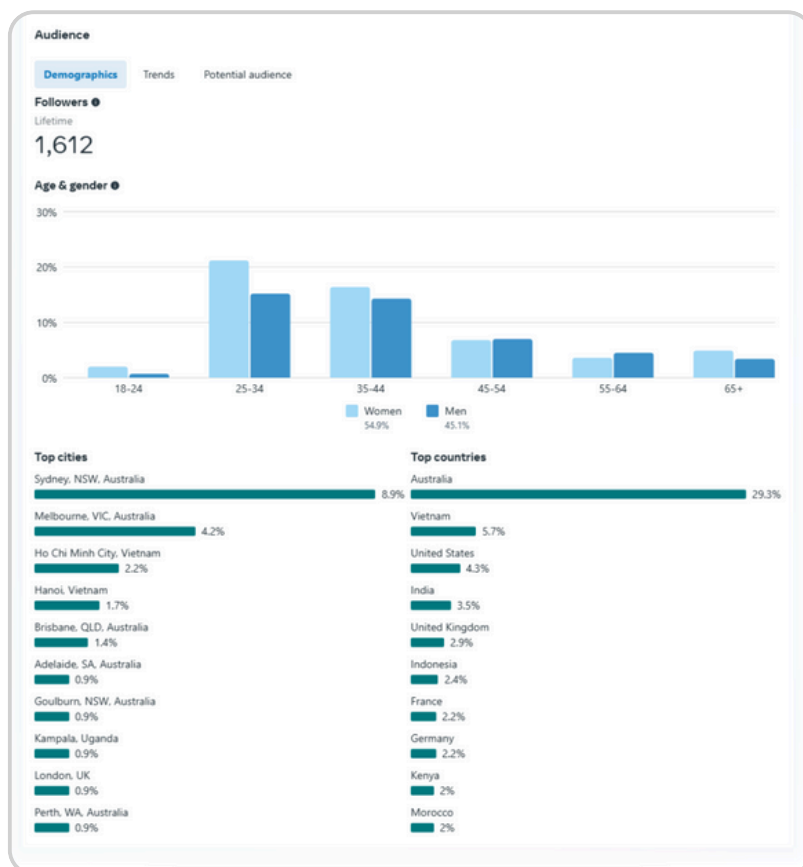 Audience
Demographics Trends Potential audience
Followers
Lifetime
1,612
Age & gender
30%
20%
10%
0%
18-24 25-34 35-44 45-54 55-64 65+
Women Men
54.9% 45.1%
Top cities
Sydney, NSW, Australia
8.9%
Melbourne, VIC, Australia
4.2%
Ho Chi Minh City, Vietnam
2.2%
Hanoi, Vietnam
1.7%
Brisbane, QLD, Australia
1.4%
Adelaide, SA, Australia
0.9%
Goulburn, NSW, Australia
0.9%
Kampala, Uganda
0.9%
London, UK
0.9%
Perth, WA, Australia
0.9%
Top countries
Australia
29.3%
Vietnam
5.7%
United States
4.3%
India
3.5%
United Kingdom
2.9%
Indonesia
2.4%
France
2.2%
Germany
2.2%
Kenya
2%
Morocco
2%